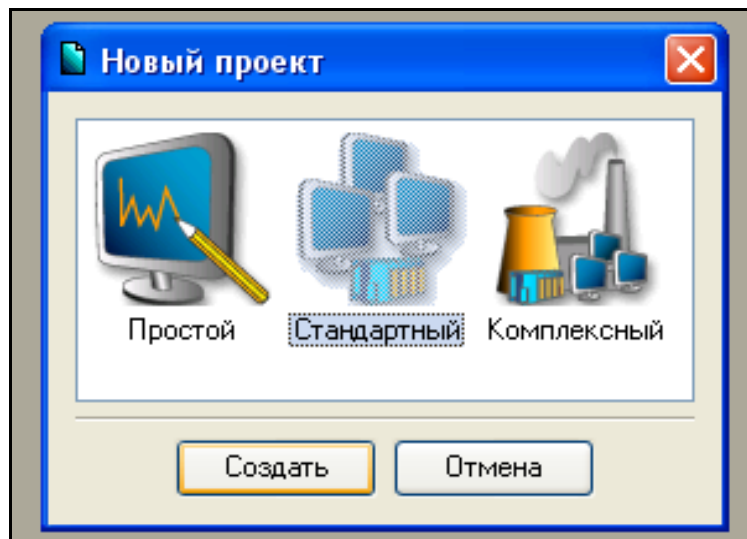 Новый проект
Простой Стандартный Комплексный
Создать Отмена